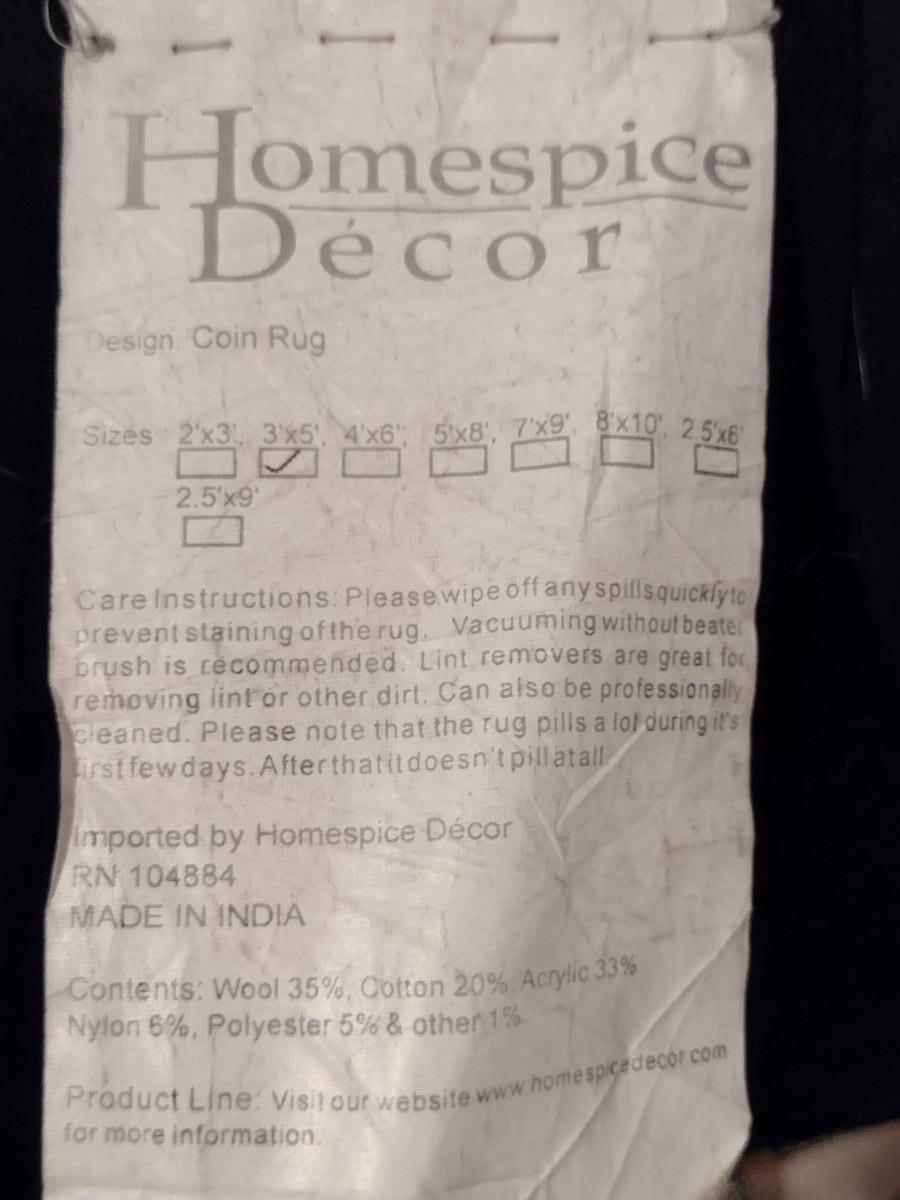 Homespice
Décor
Design: Coin Rug
Sizes 2'x3', 3'x5', 4'x6', 5'x8', 7'x9', 8'x10', 2.5'x6'
2.5'x9'
Care Instructions: Please wipe off any spills quickly to
prevent staining of the rug. Vacuuming without beater
brush is recommended. Lint removers are great for
removing lint or other dirt. Can also be professionally
cleaned. Please note that the rug pills a lot during it's
first few days. After that it doesn't pill at all.
Imported by Homespice Décor
RN 104884
MADE IN INDIA
Contents: Wool 35%, Cotton 20%, Acrylic 33%
Nylon 6%, Polyester 5% & other 1%
Product Line: Visit our website www.homespicedecor.com
for more information.